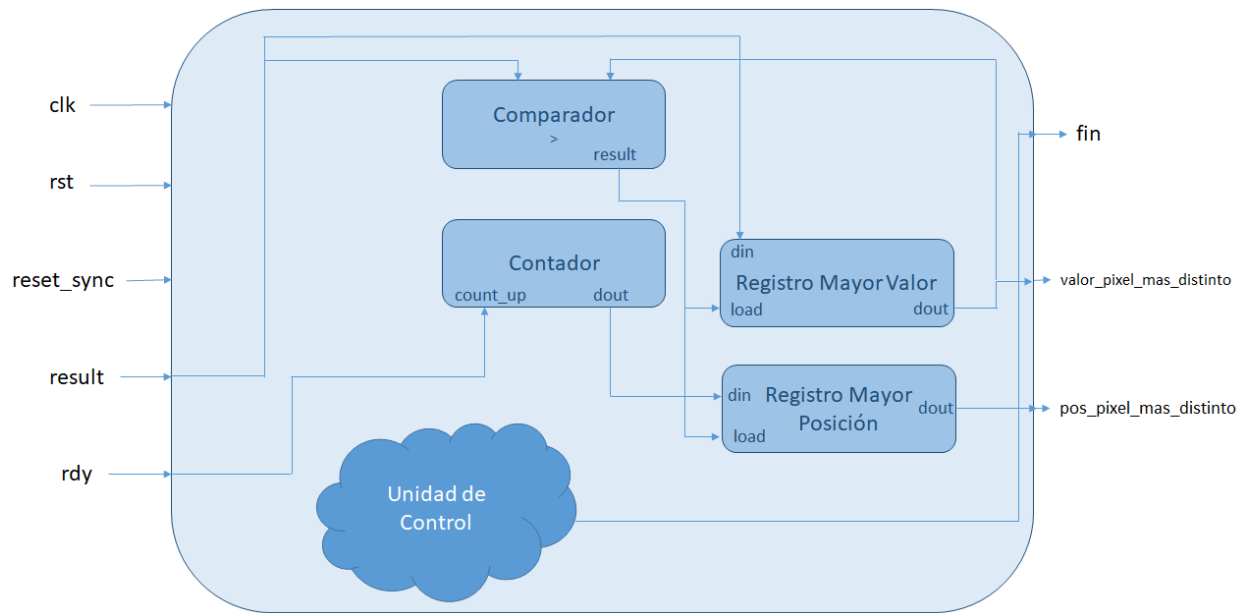 clk
rst
reset_sync
result
rdy
Comparador
>
result
Contador
count_up dout
din
Registro Mayor Valor
load dout
din Registro Mayor dout
Posición
load
Unidad de
Control
fin
valor_pixel_mas_distinto
pos_pixel_mas_distinto